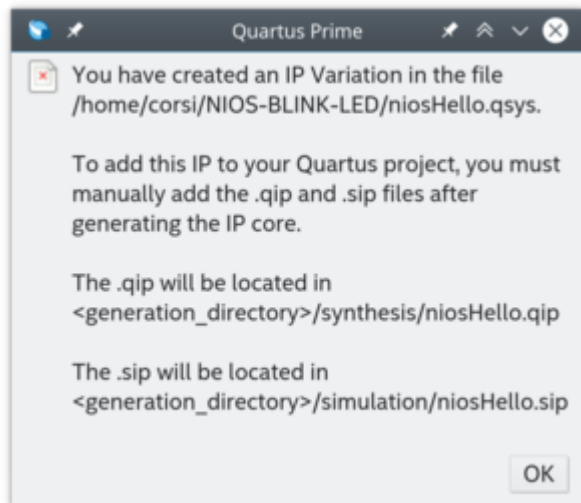 Quartus Prime
You have created an IP Variation in the file
/home/corsi/NIOS-BLINK-LED/niosHello.qsys.
To add this IP to your Quartus project, you must
manually add the .qip and .sip files after
generating the IP core.
The .qip will be located in
<generation_directory>/synthesis/niosHello.qip
The .sip will be located in
<generation_directory>/simulation/niosHello.sip
OK